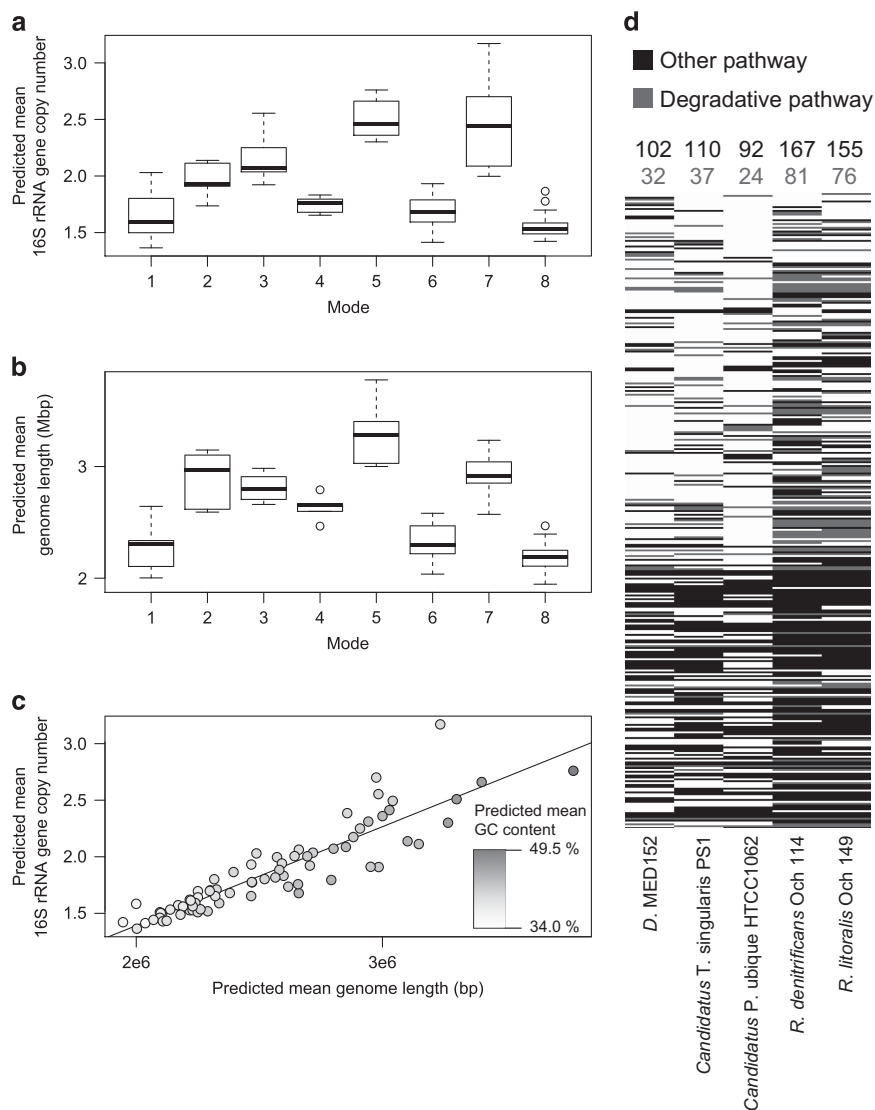 a
Predicted mean
16S rRNA gene copy number
3.0
2.5
2.0
1.5
1 2 3 4 5 6 7 8
Mode
b
Predicted mean
genome length (Mbp)
3
2
1 2 3 4 5 6 7 8
Mode
c
Predicted mean
16S rRNA gene copy number
3.0
2.5
2.0
1.5
Predicted mean
GC content
49.5 %
34.0 %
2e6 3e6
Predicted mean genome length (bp)
d
Other pathway
Degradative pathway
102 110 92 167 155
32 37 24 81 76
D. MED152
Candidatus T. singularis PS1
Candidatus P. ubique HTCC1062
R. denitrificans Och 114
R. litoralis Och 149